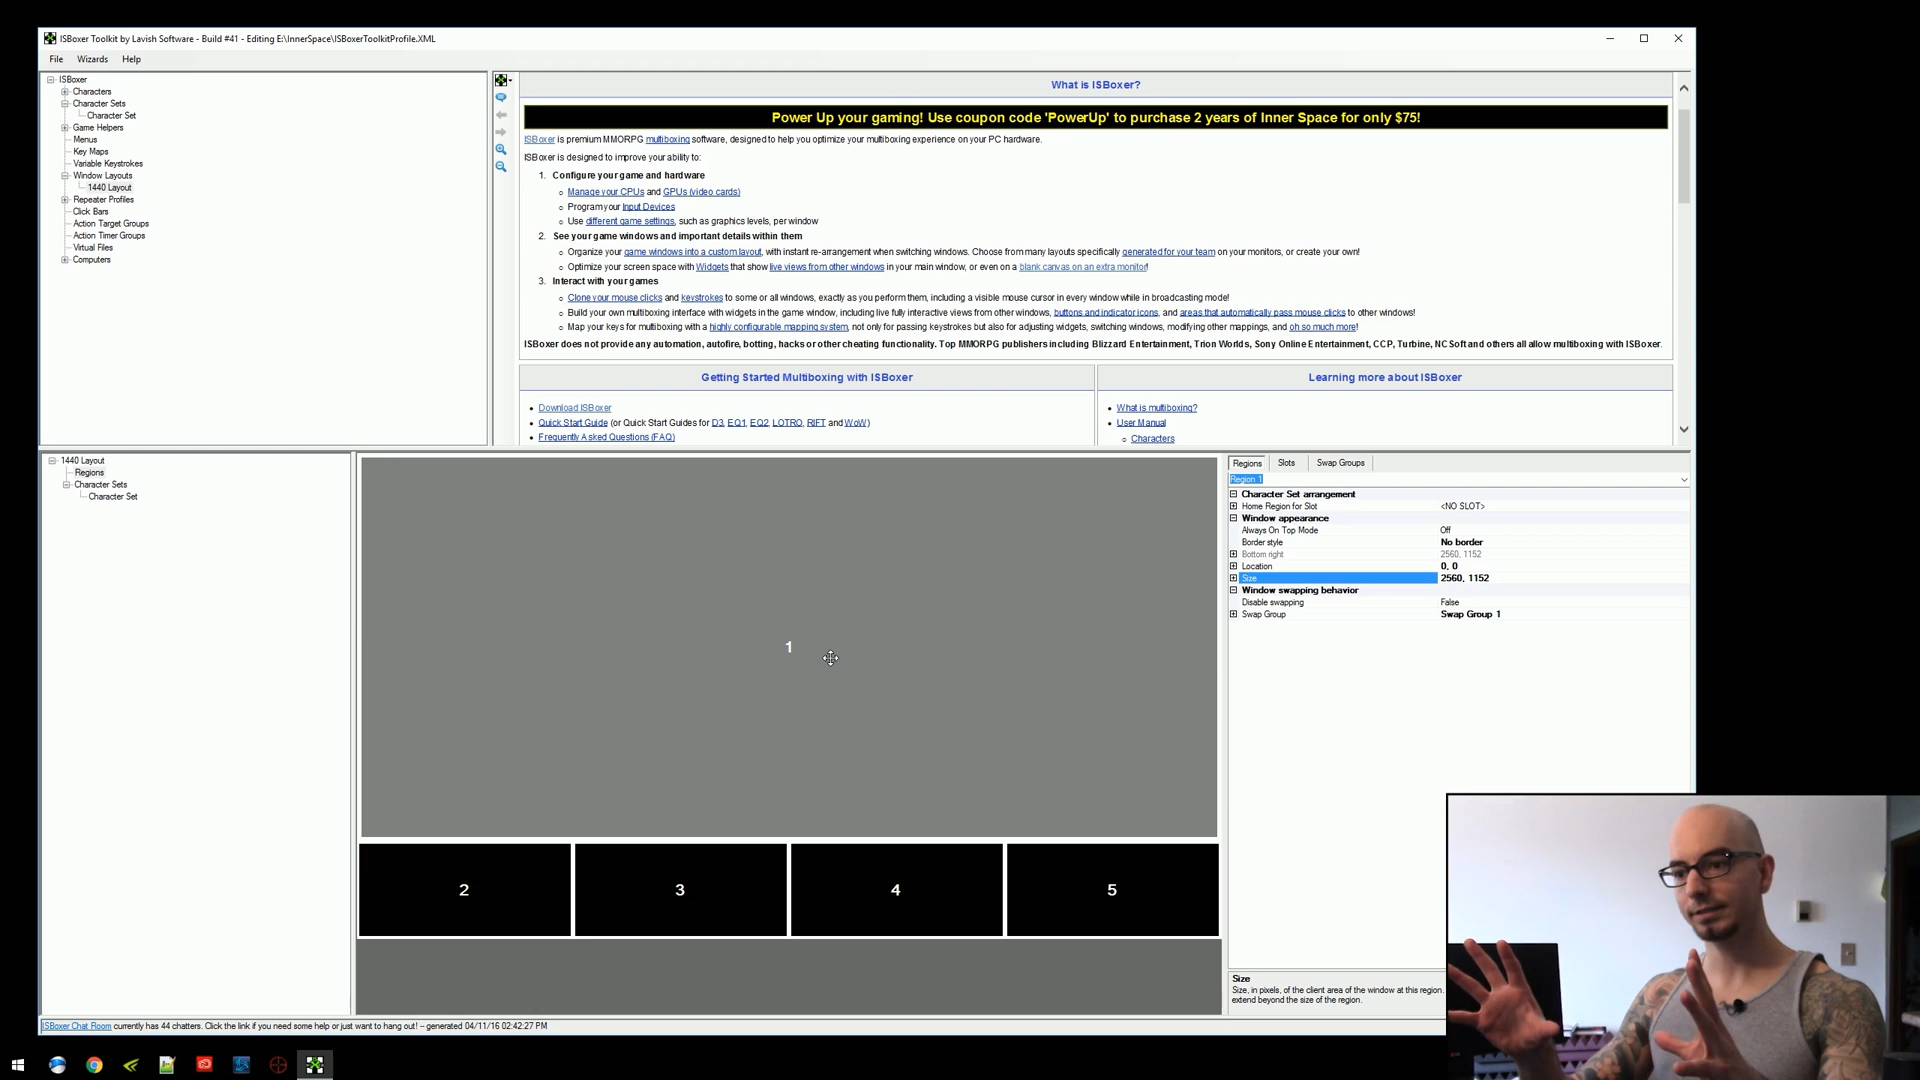 ISBoxer Toolkit by Lavish Software - Build #41 - Editing E:\InnerSpace\ISBoxerToolkitProfile.XML
File Wizards Help
ISBoxer
Characters
Character Sets
Character Set
Game Helpers
Menus
Key Maps
Variable Keystrokes
Window Layouts
1440 Layout
Repeater Profiles
Click Bars
Action Target Groups
Action Timer Groups
Virtual Files
Computers
What is ISBoxer?
Power Up your gaming! Use coupon code 'PowerUp' to purchase 2 years of Inner Space for only $75!
ISBoxer is premium MMORPG multiboxing software, designed to help you optimize your multiboxing experience on your PC hardware.
ISBoxer is designed to improve your ability to:
1. Configure your game and hardware
Manage your CPUs and GPUs (video cards)
Program your Input Devices
Use different game settings, such as graphics levels, per window
2. See your game windows and important details within them
Organize your game windows into a custom layout, with instant re-arrangement when switching windows. Choose from many layouts specifically generated for your team on your monitors, or create your own!
Optimize your screen space with Widgets that show live views from other windows in your main window, or even on a blank canvas on an extra monitor!
3. Interact with your games
Clone your mouse clicks and keystrokes to some or all windows, exactly as you perform them, including a visible mouse cursor in every window while in broadcasting mode!
Build your own multiboxing interface with widgets in the game window, including live fully interactive views from other windows, buttons and indicator icons, and areas that automatically pass mouse clicks to other windows!
Map your keys for multiboxing with a highly configurable mapping system, not only for passing keystrokes but also for adjusting widgets, switching windows, modifying other mappings, and oh so much more!
ISBoxer does not provide any automation, autofire, botting, hacks or other cheating functionality. Top MMORPG publishers including Blizzard Entertainment, Trion Worlds, Sony Online Entertainment, CCP, Turbine, NCSoft and others all allow multiboxing with ISBoxer.
Getting Started Multiboxing with ISBoxer
Download ISBoxer
Quick Start Guide (or Quick Start Guides for D3, EQ1, EQ2, LOTRO, RIFT and WoW)
Frequently Asked Questions (FAQ)
Learning more about ISBoxer
What is multiboxing?
User Manual
Characters
1440 Layout
Regions
Character Sets
Character Set
1
2 3 4 5
Regions Slots Swap Groups
Region 1
Character Set arrangement
Home Region for Slot <NO SLOT>
Window appearance
Always On Top Mode Off
Border style No border
Bottom right 2560, 1152
Location 0, 0
Size 2560, 1152
Window swapping behavior
Disable swapping False
Swap Group Swap Group 1
Size
Size, in pixels, of the client area of the window at this region.
extend beyond the size of the region.
ISBoxer Chat Room currently has 44 chatters. Click the link if you need some help or just want to hang out! -- generated 04/11/16 02:42:27 PM